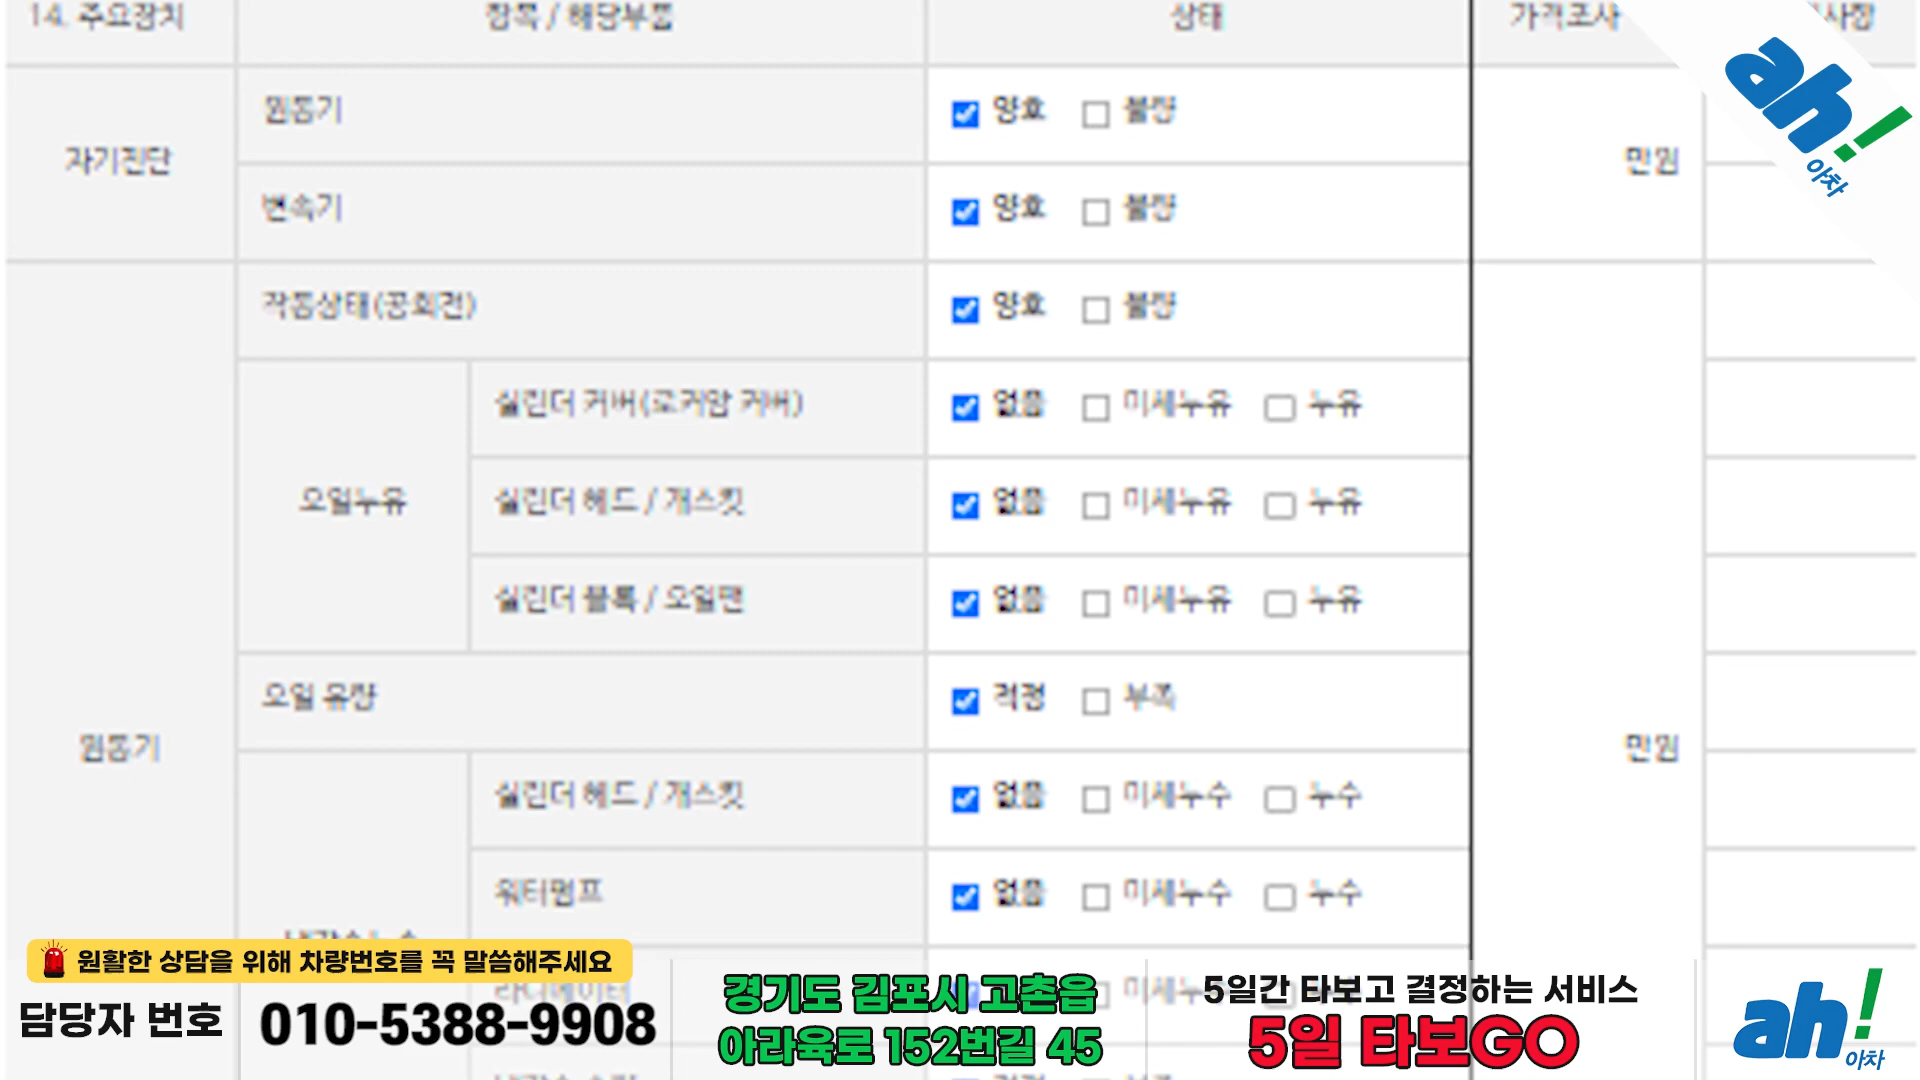 14. 주요장치 항목 / 해당부품 상태 가격조사
자기진단 원동기 양호 불량 만원
변속기 양호 불량
원동기 작동상태(공회전) 양호 불량 만원
오일누유 실린더 커버(로커암 커버) 없음 미세누유 누유
실린더 헤드 / 개스킷 없음 미세누유 누유
실린더 블록 / 오일팬 없음 미세누유 누유
오일 유량 적정 부족
실린더 헤드 / 개스킷 없음 미세누수 누수
워터펌프 없음 미세누수 누수
ah!
아차
원활한 상담을 위해 차량번호를 꼭 말씀해주세요
담당자 번호 010-5388-9908
경기도 김포시 고촌읍
아라육로 152번길 45
5일간 타보고 결정하는 서비스
5일 타보GO
ah!
아차